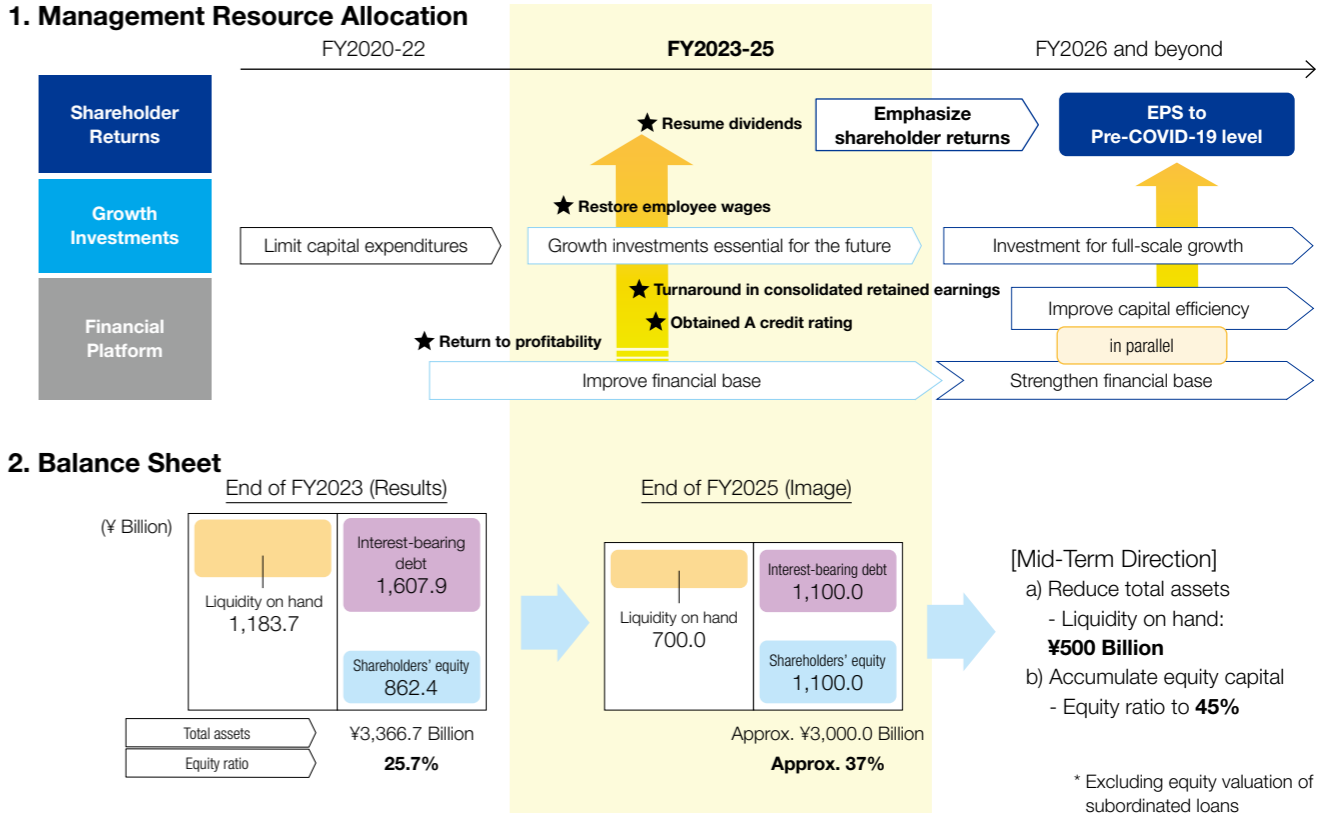 1. Management Resource Allocation
FY2020-22
FY2023-25
FY2026 and beyond
Shareholder
Returns
★ Resume dividends
Emphasize
shareholder returns
EPS to
Pre-COVID-19 level
Growth
Investments
★ Restore employee wages
Limit capital expenditures
Growth investments essential for the future
Investment for full-scale growth
Financial
Platform
★ Turnaround in consolidated retained earnings
★ Obtained A credit rating
★ Return to profitability
Improve capital efficiency
in parallel
Improve financial base
Strengthen financial base
2. Balance Sheet
End of FY2023 (Results)
(¥ Billion)
Liquidity on hand
1,183.7
Interest-bearing
debt
1,607.9
Shareholders' equity
862.4
Total assets
¥3,366.7 Billion
Equity ratio
25.7%
End of FY2025 (Image)
Liquidity on hand
700.0
Interest-bearing debt
1,100.0
Shareholders' equity
1,100.0
Approx. ¥3,000.0 Billion
Approx. 37%
[Mid-Term Direction]
a) Reduce total assets
- Liquidity on hand:
¥500 Billion
b) Accumulate equity capital
- Equity ratio to 45%
* Excluding equity valuation of
subordinated loans